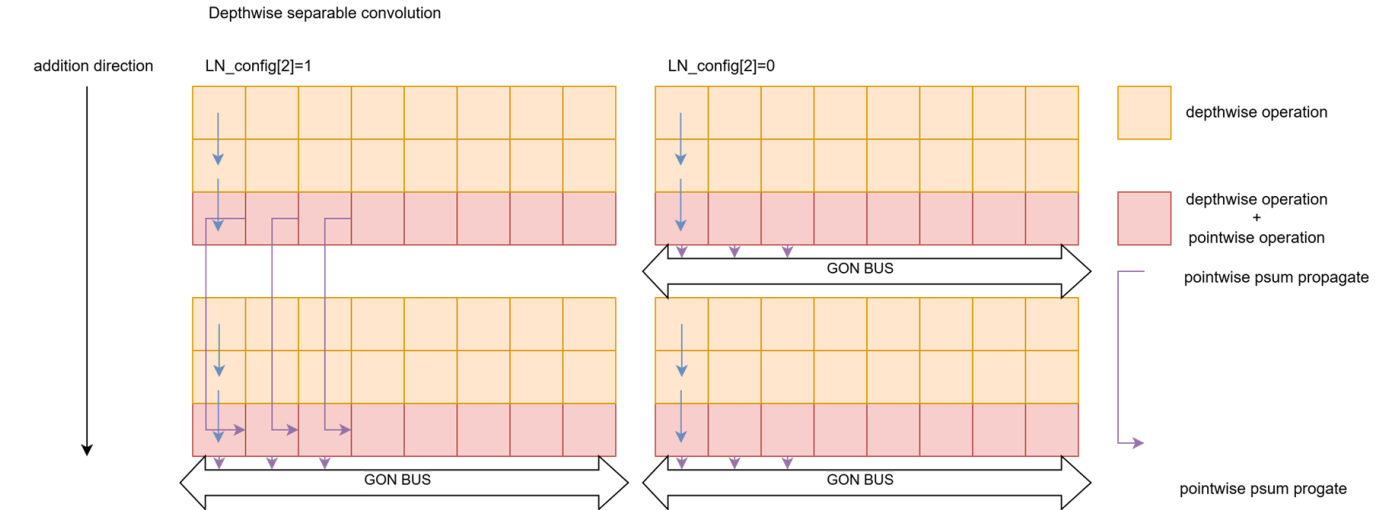 Depthwise separable convolution
addition direction
LN_config[2]=1
LN_config[2]=0
depthwise operation
depthwise operation
+
pointwise operation
GON BUS
pointwise psum propagate
GON BUS
GON BUS
pointwise psum progate